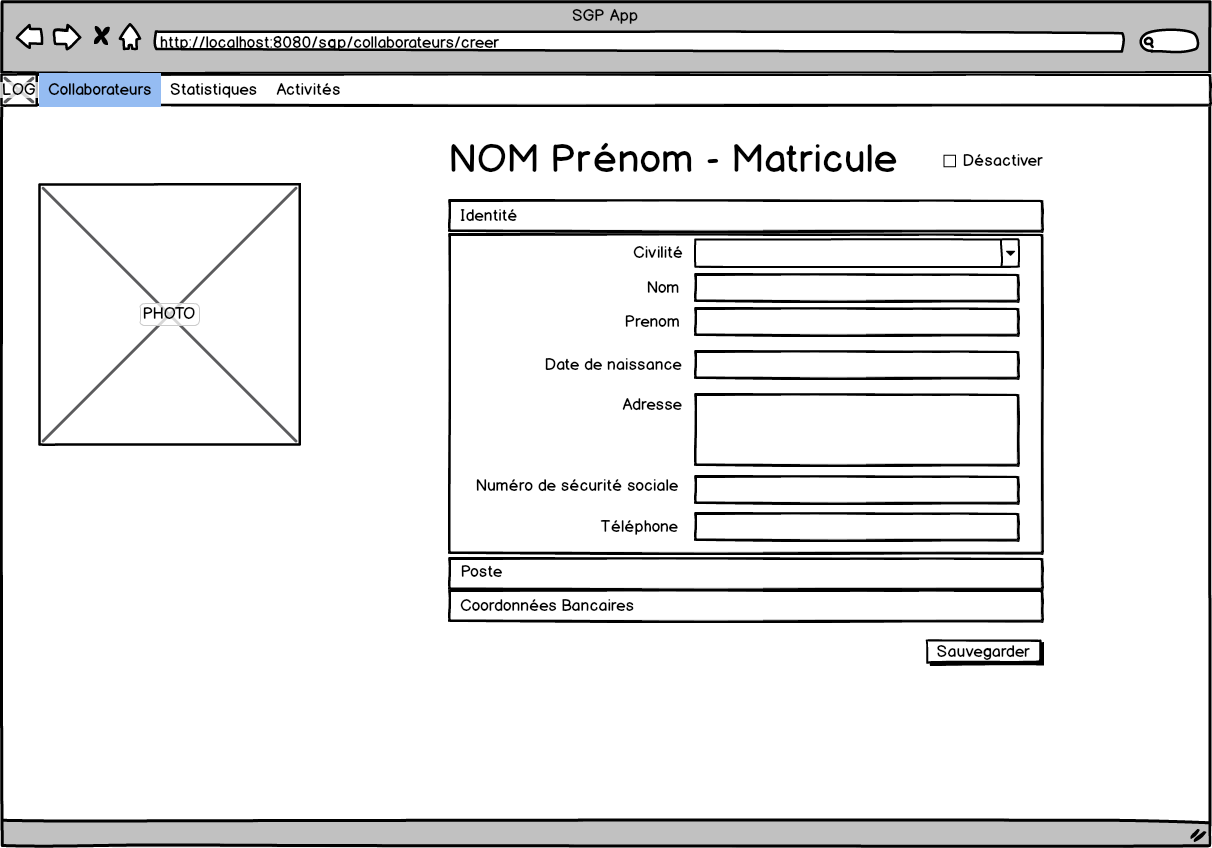 SGP App
http://localhost:8080/sgp/collaborateurs/creer
LOG Collaborateurs Statistiques Activités
NOM Prénom - Matricule
Désactiver
PHOTO
Identité
Civilité
Nom
Prenom
Date de naissance
Adresse
Numéro de sécurité sociale
Téléphone
Poste
Coordonnées Bancaires
Sauvegarder